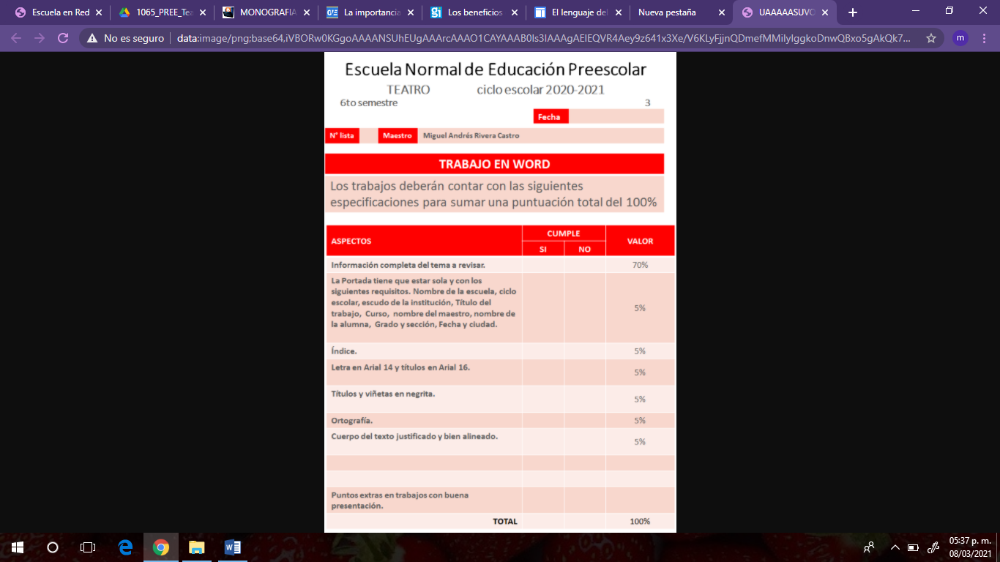 Escuela en Red
1065_PREE_Tea
MONOGRAFIA
La importancia
Los beneficios
El lenguaje del
Nueva pestaña
UAAAAASUVO
No es seguro
data:image/png;base64,iVBORw0KGgoAAAANSUhEUgAAArcAAAO1CAYAAAB0ls3IAAAgAElEQVR4Aey9z641x3Xe/V6KLyFjjnQDmefMMilylggkoDnwQBxo5gAkQk7...
m
Escuela Normal de Educación Preescolar
TEATRO ciclo escolar 2020-2021
6to semestre 3
Fecha
N° lista Maestro Miguel Andrés Rivera Castro
TRABAJO EN WORD
Los trabajos deberán contar con las siguientes
especificaciones para sumar una puntuación total del 100%
ASPECTOS CUMPLE VALOR
SI NO
Información completa del tema a revisar. 70%
La Portada tiene que estar sola y con los
siguientes requisitos. Nombre de la escuela, ciclo
escolar, escudo de la institución, Título del
trabajo, Curso, nombre del maestro, nombre de
la alumna, Grado y sección, Fecha y ciudad.
5%
Índice. 5%
Letra en Arial 14 y títulos en Arial 16.
5%
Títulos y viñetas en negrita.
5%
Ortografía. 5%
Cuerpo del texto justificado y bien alineado.
5%
Puntos extras en trabajos con buena
presentación.
TOTAL 100%
05:37 p. m.
08/03/2021